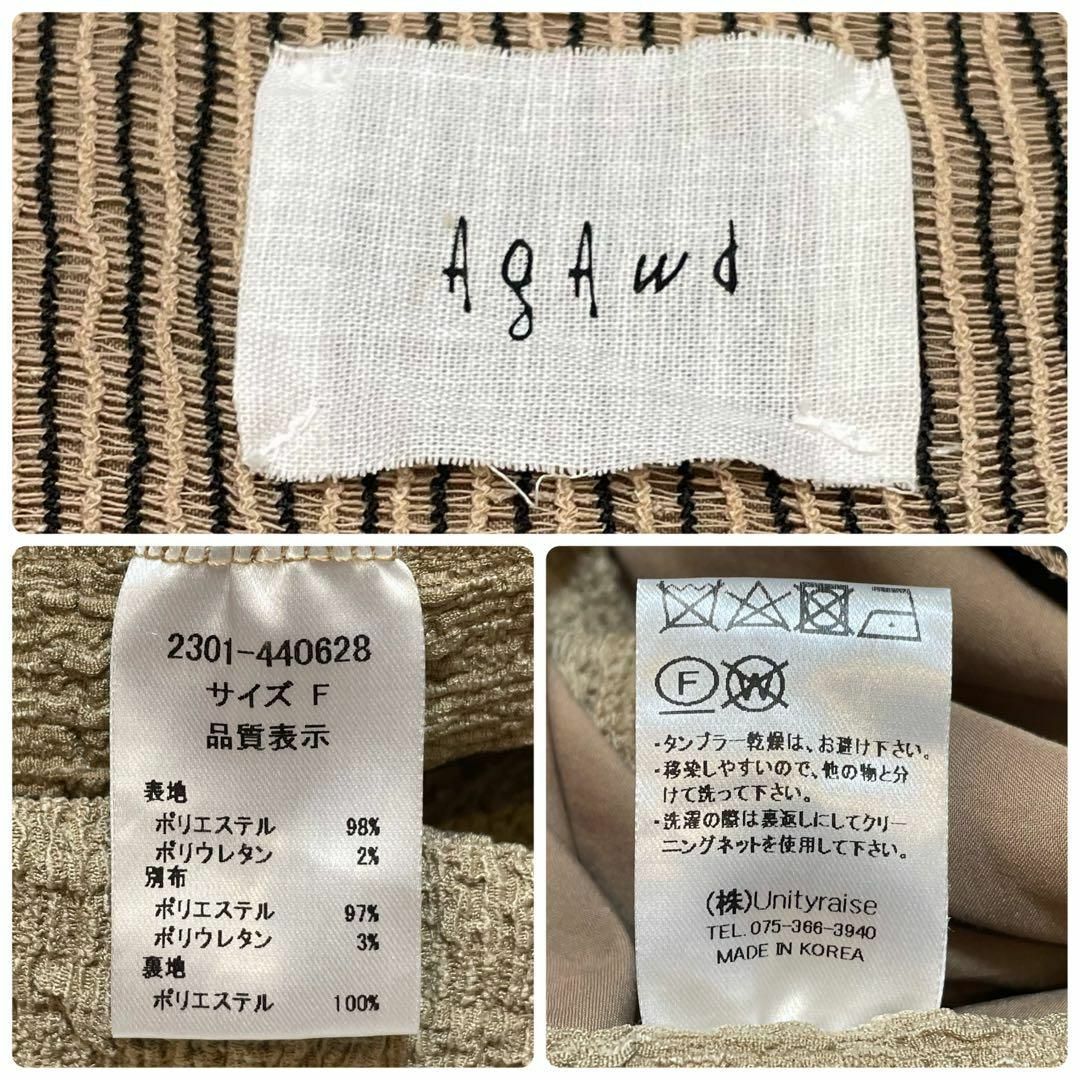 AgAwd
2301-440628
サイズ F
品質表示
表地
ポリエステル 98%
ポリウレタン 2%
別布
ポリエステル 97%
ポリウレタン 3%
裏地
ポリエステル 100%
F
W
・タンブラー乾燥は、お避け下さい。
・移染しやすいので、他の物と分
けて洗って下さい。
・洗濯の際は裏返しにしてクリー
ニングネットを使用して下さい。
(株)Unityraise
TEL. 075-366-3940
MADE IN KOREA